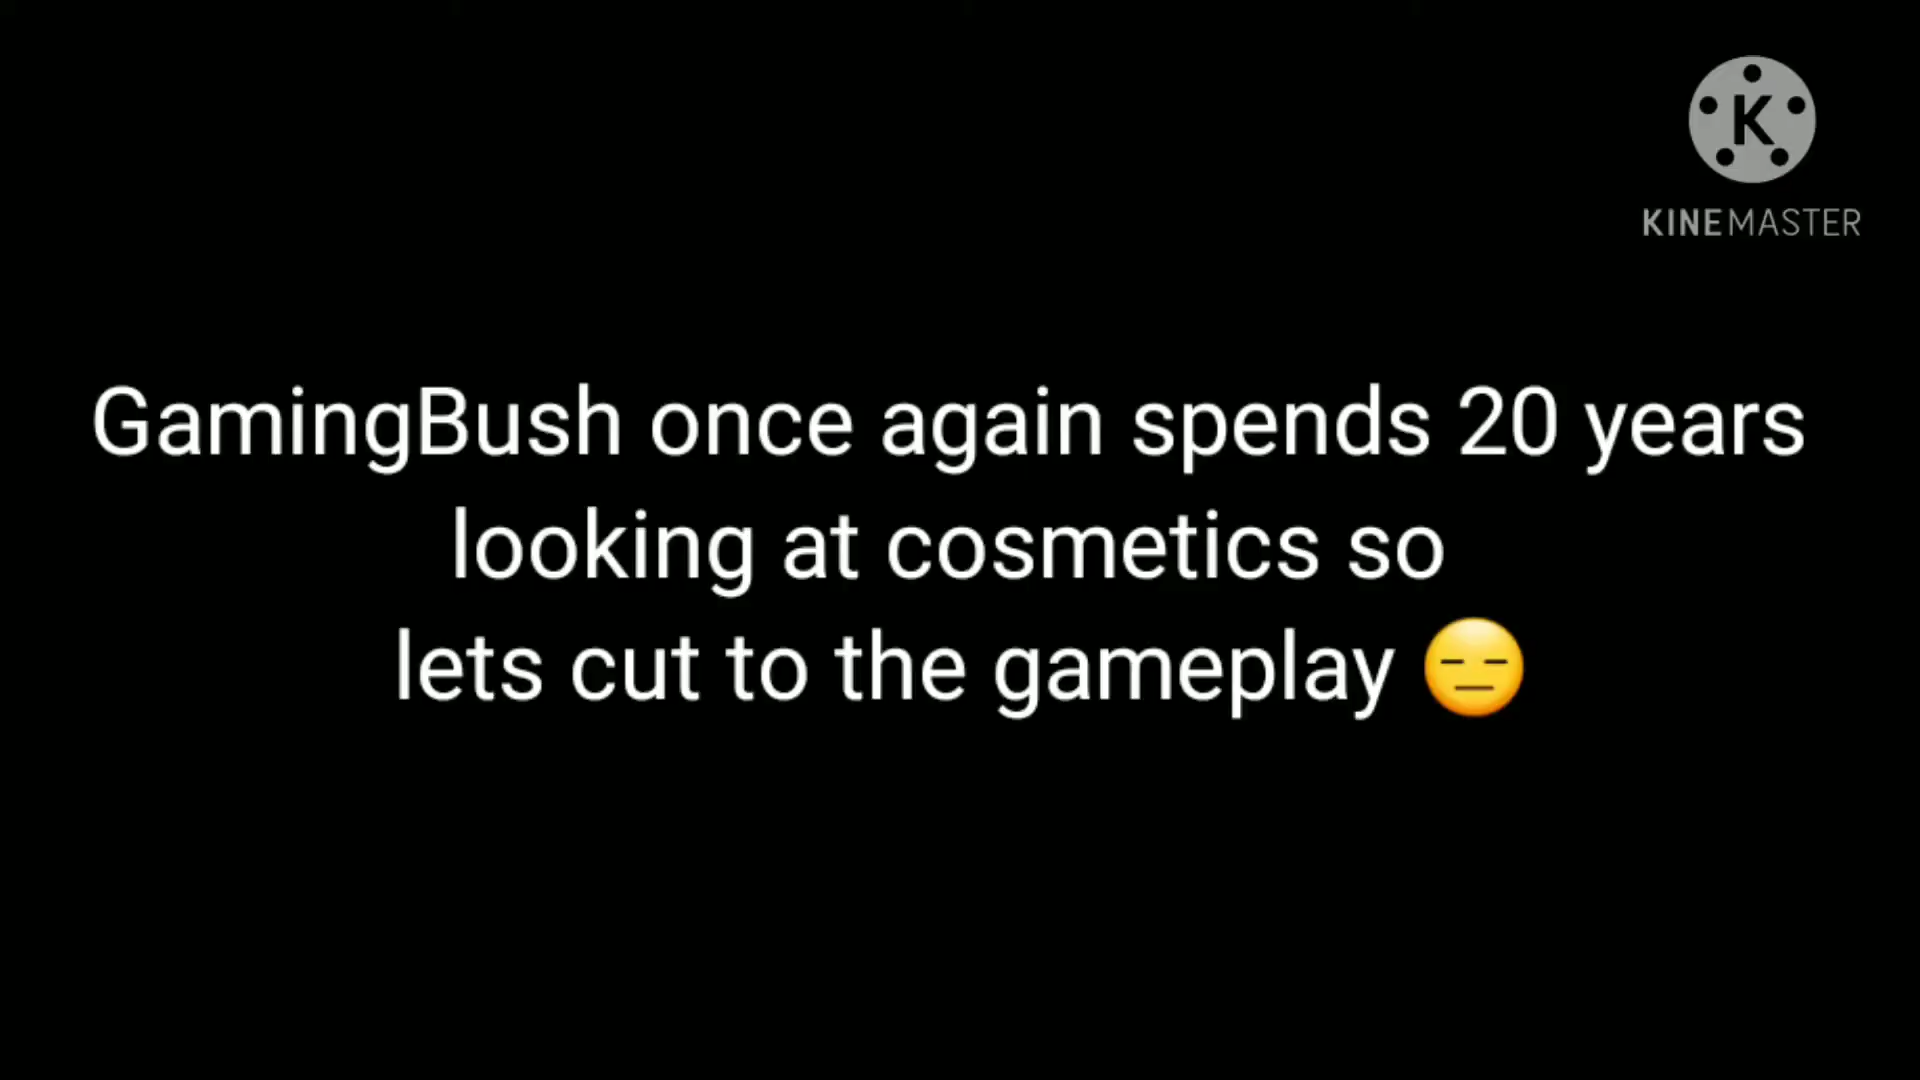 K
KINEMASTER
GamingBush once again spends 20 years
looking at cosmetics so
lets cut to the gameplay 😑